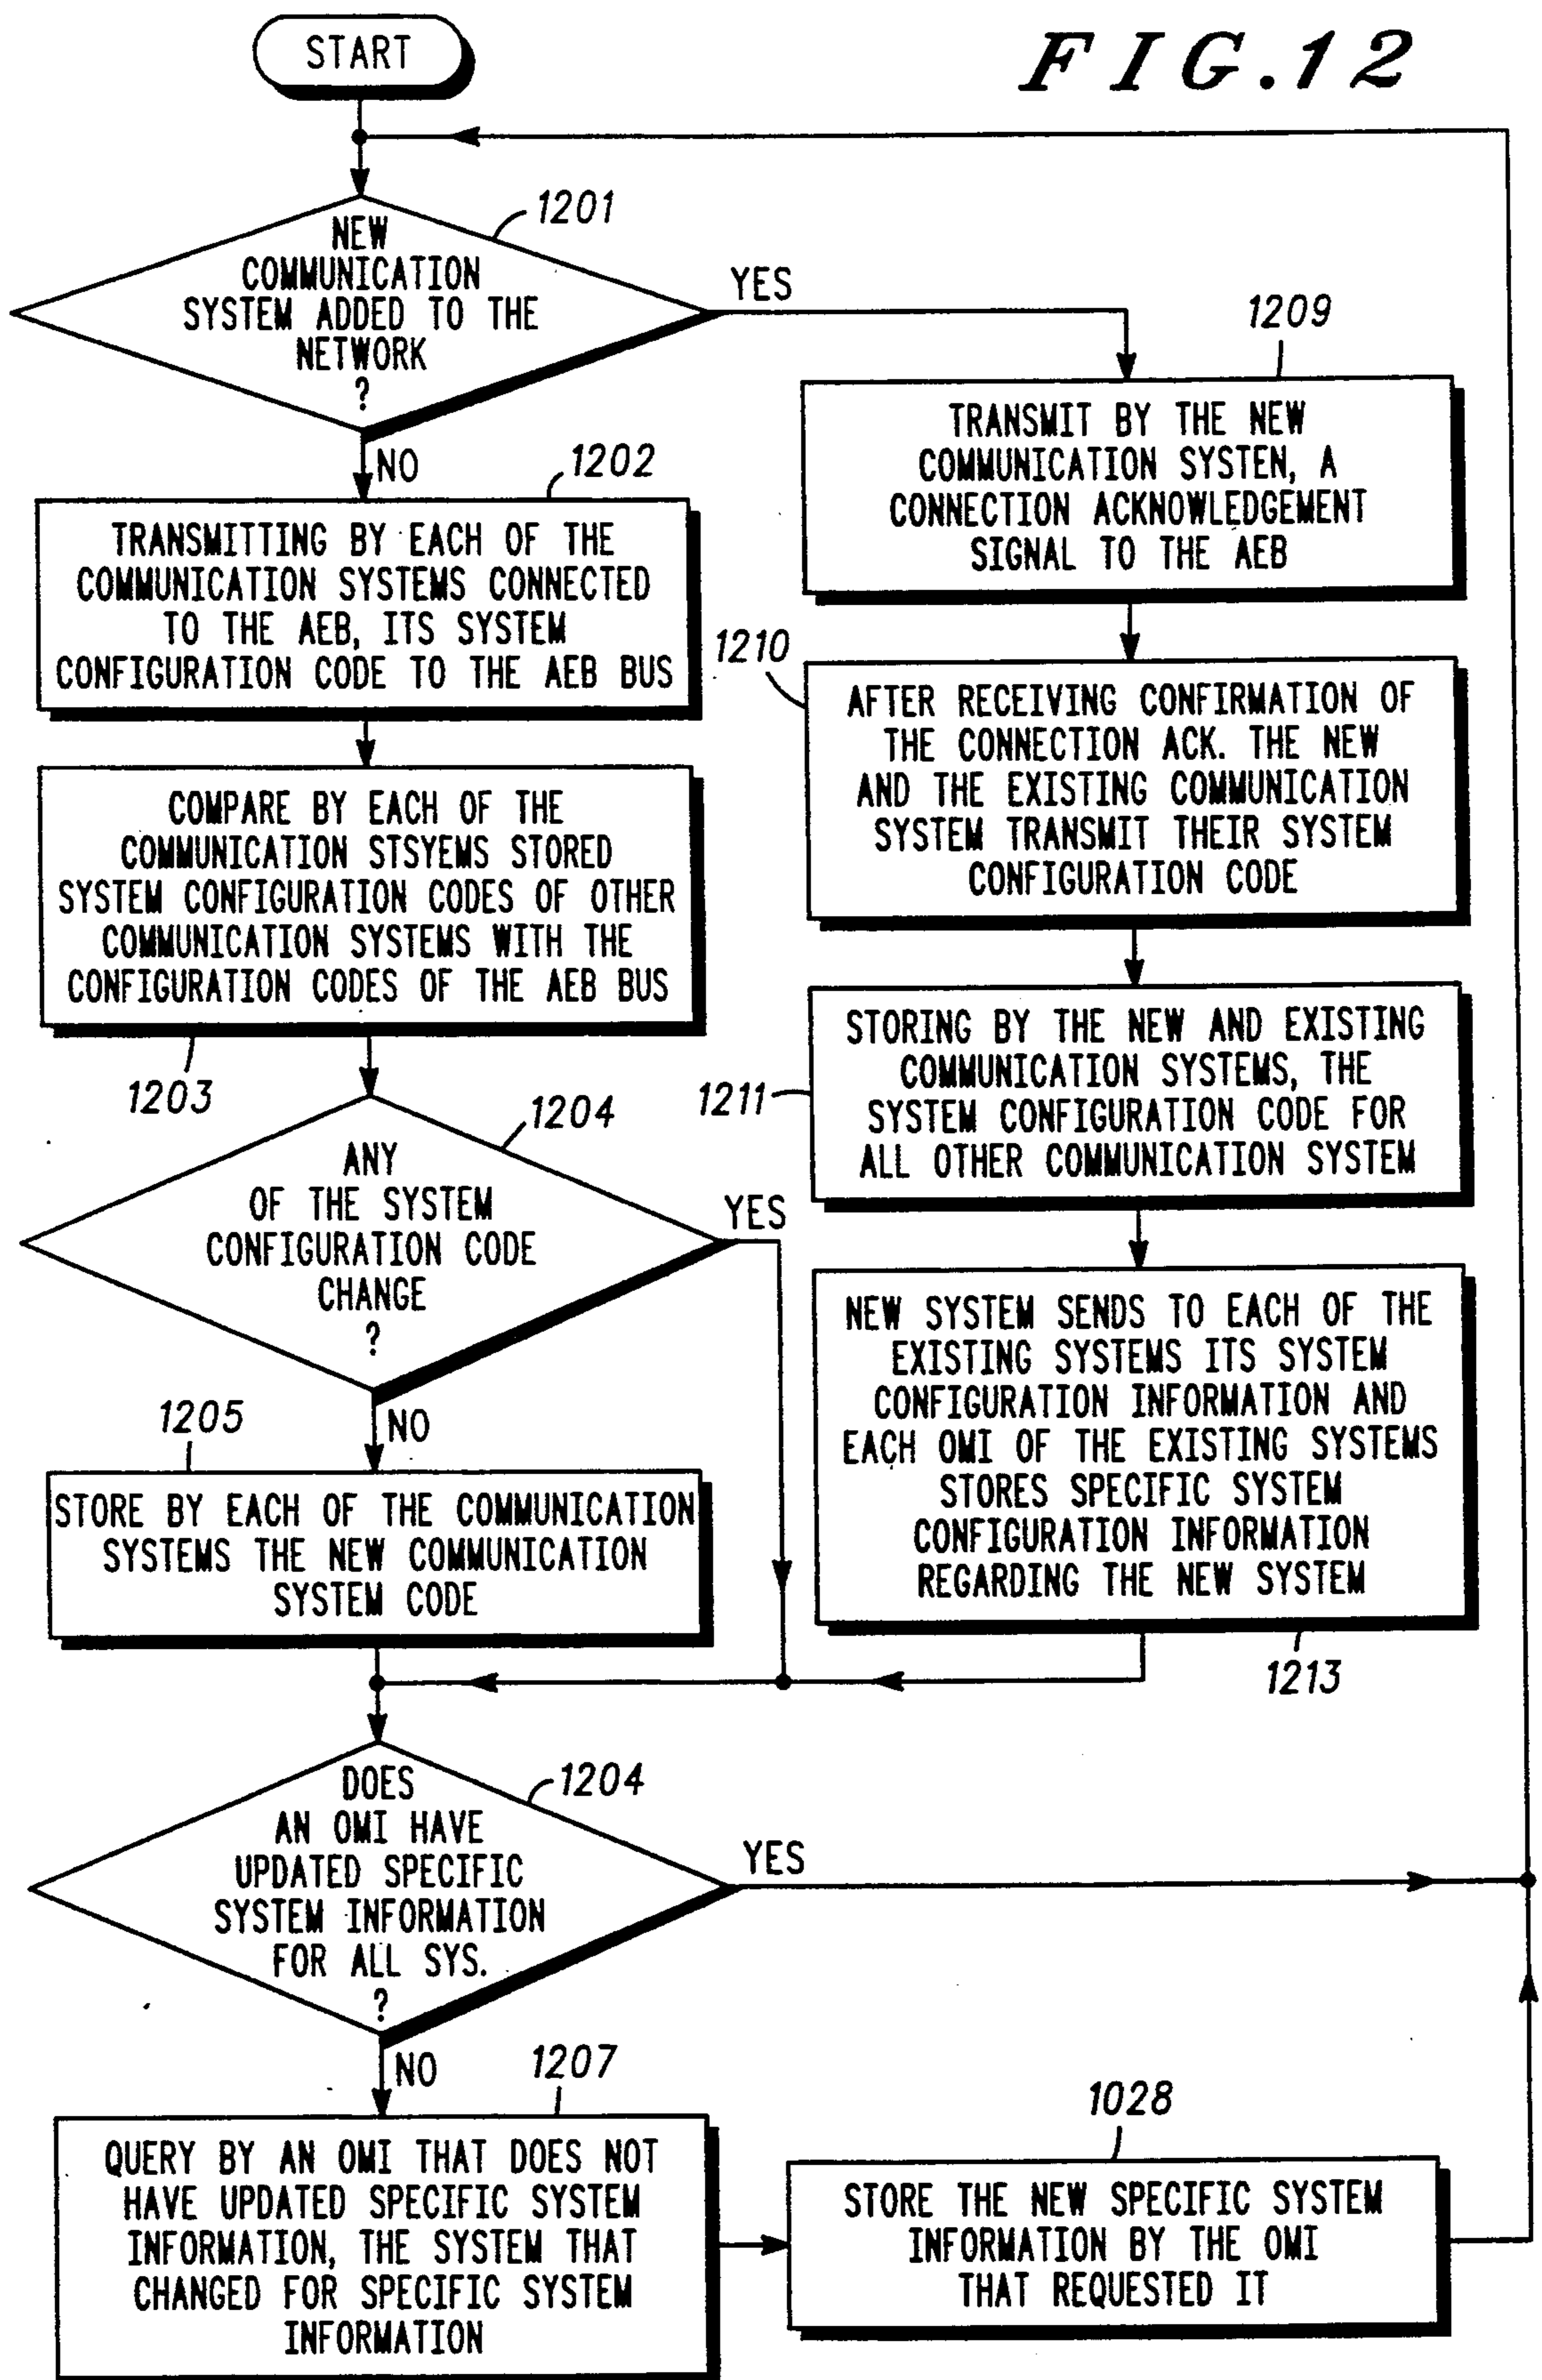 START
FIG.12
1201
NEW
COMMUNICATION
SYSTEM ADDED TO THE
NETWORK
?
YES
NO
1202
TRANSMITTING BY EACH OF THE
COMMUNICATION SYSTEMS CONNECTED
TO THE AEB, ITS SYSTEM
CONFIGURATION CODE TO THE AEB BUS
COMPARE BY EACH OF THE
COMMUNICATION STSYEMS STORED
SYSTEM CONFIGURATION CODES OF OTHER
COMMUNICATION SYSTEMS WITH THE
CONFIGURATION CODES OF THE AEB BUS
1203
1204
ANY
OF THE SYSTEM
CONFIGURATION CODE
CHANGE
?
YES
NO
1205
STORE BY EACH OF THE COMMUNICATION
SYSTEMS THE NEW COMMUNICATION
SYSTEM CODE
1209
TRANSMIT BY THE NEW
COMMUNICATION SYSTEN, A
CONNECTION ACKNOWLEDGEMENT
SIGNAL TO THE AEB
1210
AFTER RECEIVING CONFIRMATION OF
THE CONNECTION ACK. THE NEW
AND THE EXISTING COMMUNICATION
SYSTEM TRANSMIT THEIR SYSTEM
CONFIGURATION CODE
1211
STORING BY THE NEW AND EXISTING
COMMUNICATION SYSTEMS, THE
SYSTEM CONFIGURATION CODE FOR
ALL OTHER COMMUNICATION SYSTEM
NEW SYSTEM SENDS TO EACH OF THE
EXISTING SYSTEMS ITS SYSTEM
CONFIGURATION INFORMATION AND
EACH OMI OF THE EXISTING SYSTEMS
STORES SPECIFIC SYSTEM
CONFIGURATION INFORMATION
REGARDING THE NEW SYSTEM
1213
1204
DOES
AN OMI HAVE
UPDATED SPECIFIC
SYSTEM INFORMATION
FOR ALL SYS.
?
YES
NO
1207
QUERY BY AN OMI THAT DOES NOT
HAVE UPDATED SPECIFIC SYSTEM
INFORMATION, THE SYSTEM THAT
CHANGED FOR SPECIFIC SYSTEM
INFORMATION
1028
STORE THE NEW SPECIFIC SYSTEM
INFORMATION BY THE OMI
THAT REQUESTED IT